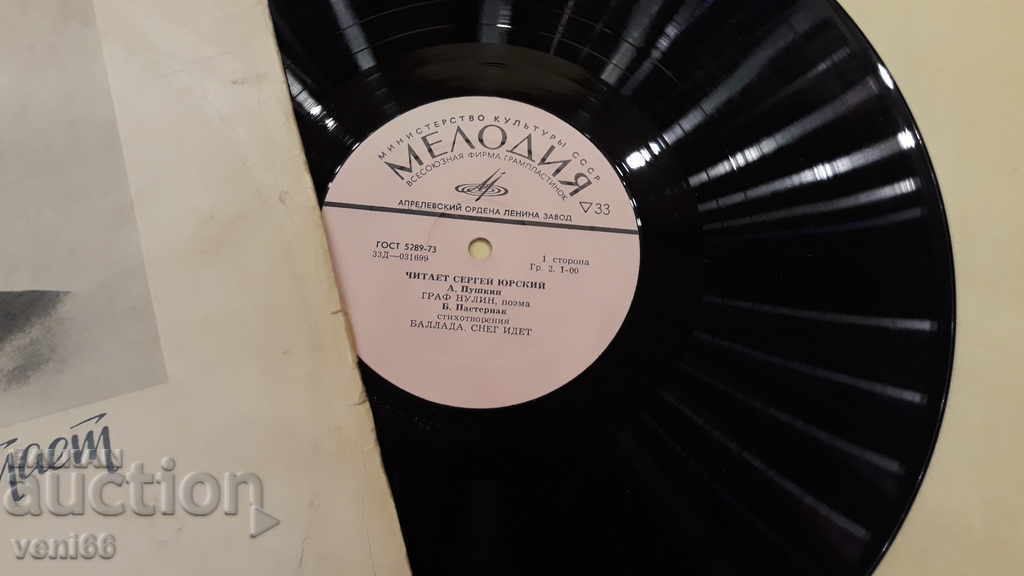 МИНИСТЕРСТВО КУЛЬТУРЫ СССР
МЕЛОДИЯ
ВСЕСОЮЗНАЯ ФИРМА ГРАМПЛАСТИНОК
АПРЕЛЕВСКИЙ ОРДЕНА ЛЕНИНА ЗАВОД
33
ГОСТ 5289-73
33Д—031699
1 сторона
Гр. 2. 1-00
ЧИТАЕТ СЕРГЕЙ ЮРСКИЙ
А. Пушкин
ГРАФ НУЛИН, поэма
Б. Пастернак
стихотворения
БАЛЛАДА, СНЕГ ИДЕТ
auction
veni66